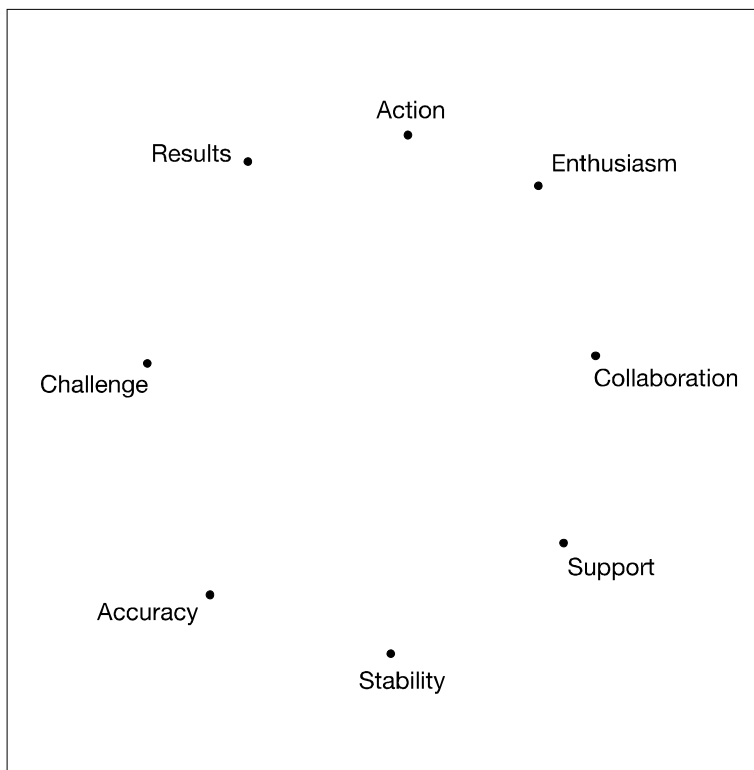 Action
Results
Enthusiasm
Challenge
Collaboration
Support
Accuracy
Stability